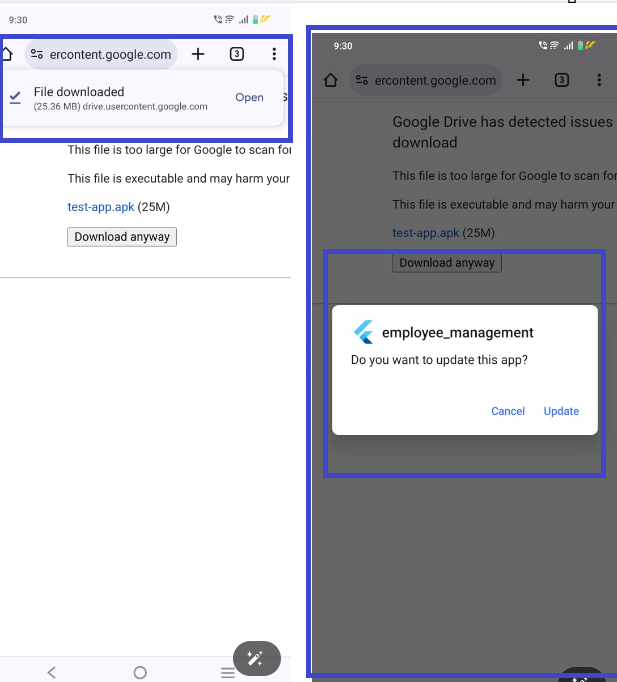 9:30
ercontent.google.com
3
File downloaded
(25.36 MB) drive.usercontent.google.com
Open
This file is too large for Google to scan for
This file is executable and may harm your
test-app.apk (25M)
Download anyway
9:30
ercontent.google.com
3
Google Drive has detected issues
download
This file is too large for Google to scan for
This file is executable and may harm your
test-app.apk (25M)
Download anyway
employee_management
Do you want to update this app?
Cancel
Update